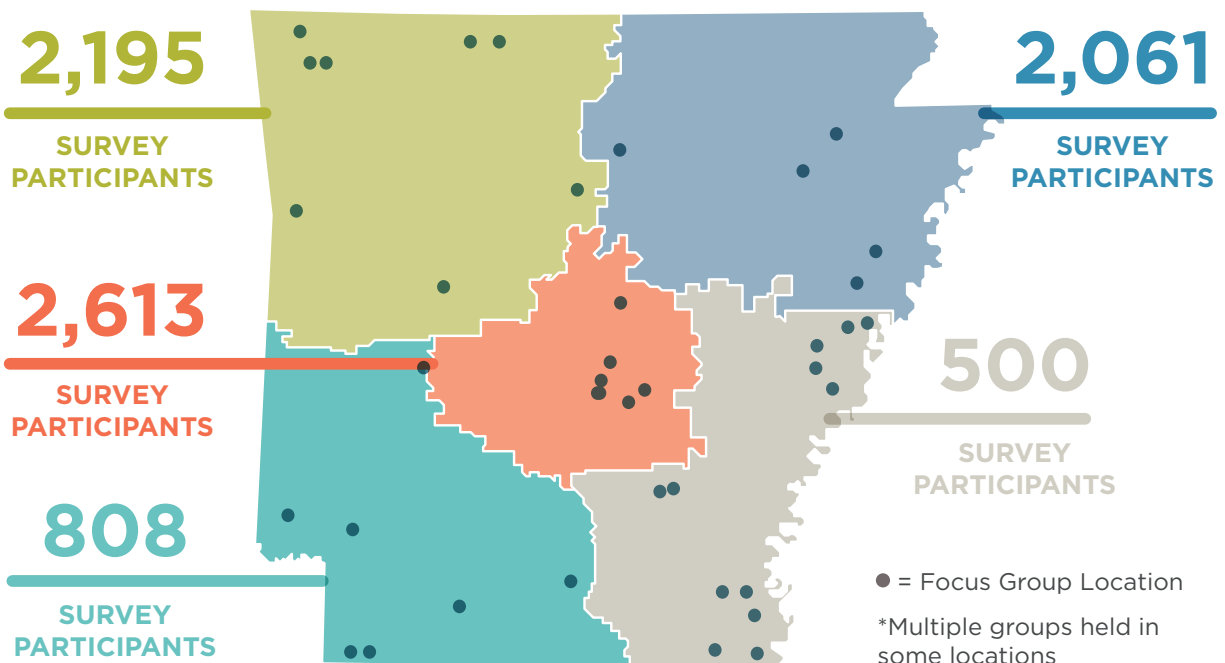 2,195
SURVEY
PARTICIPANTS
2,061
SURVEY
PARTICIPANTS
2,613
SURVEY
PARTICIPANTS
500
SURVEY
PARTICIPANTS
808
SURVEY
PARTICIPANTS
= Focus Group Location
*Multiple groups held in
some locations